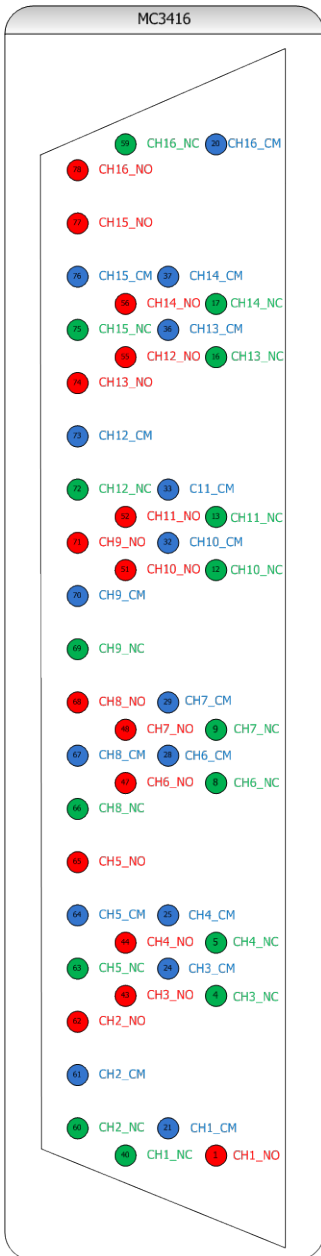 MC3416
59 CH16_NC 20 CH16_CM
78 CH16_NO
77 CH15_NO
76 CH15_CM 37 CH14_CM
56 CH14_NO 17 CH14_NC
75 CH15_NC 36 CH13_CM
55 CH12_NO 16 CH13_NC
74 CH13_NO
73 CH12_CM
72 CH12_NC 33 C11_CM
52 CH11_NO 13 CH11_NC
71 CH9_NO 32 CH10_CM
51 CH10_NO 12 CH10_NC
70 CH9_CM
69 CH9_NC
68 CH8_NO 29 CH7_CM
48 CH7_NO 9 CH7_NC
67 CH8_CM 28 CH6_CM
47 CH6_NO 8 CH6_NC
66 CH8_NC
65 CH5_NO
64 CH5_CM 25 CH4_CM
44 CH4_NO 5 CH4_NC
63 CH5_NC 24 CH3_CM
43 CH3_NO 4 CH3_NC
62 CH2_NO
61 CH2_CM
60 CH2_NC 21 CH1_CM
40 CH1_NC 1 CH1_NO